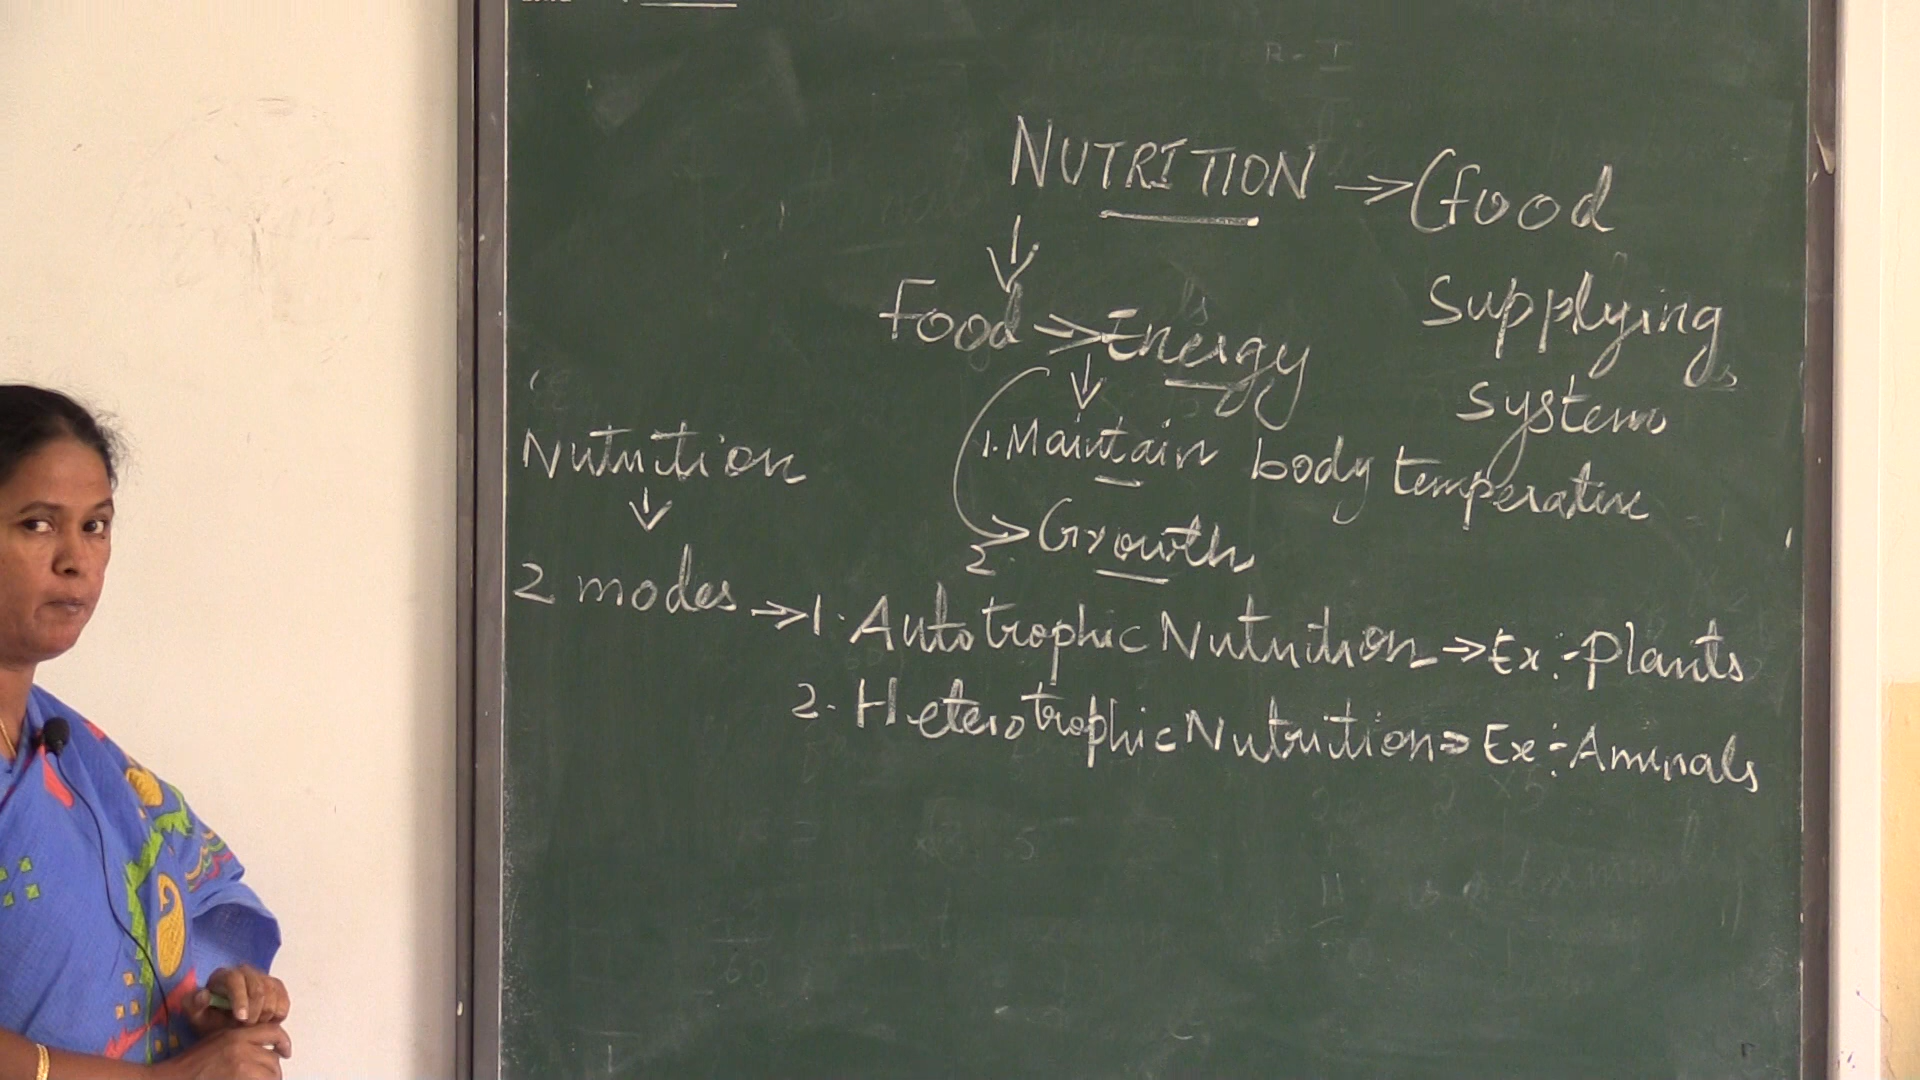 NUTRITION → Food
Supplying
System
↓
Food → Energy
↓
1. Maintain body temperature
2. → Growth
Nutrition
↓
2 modes → 1. Autotrophic Nutrition → Ex:- Plants
2. Heterotrophic Nutrition → Ex:- Animals